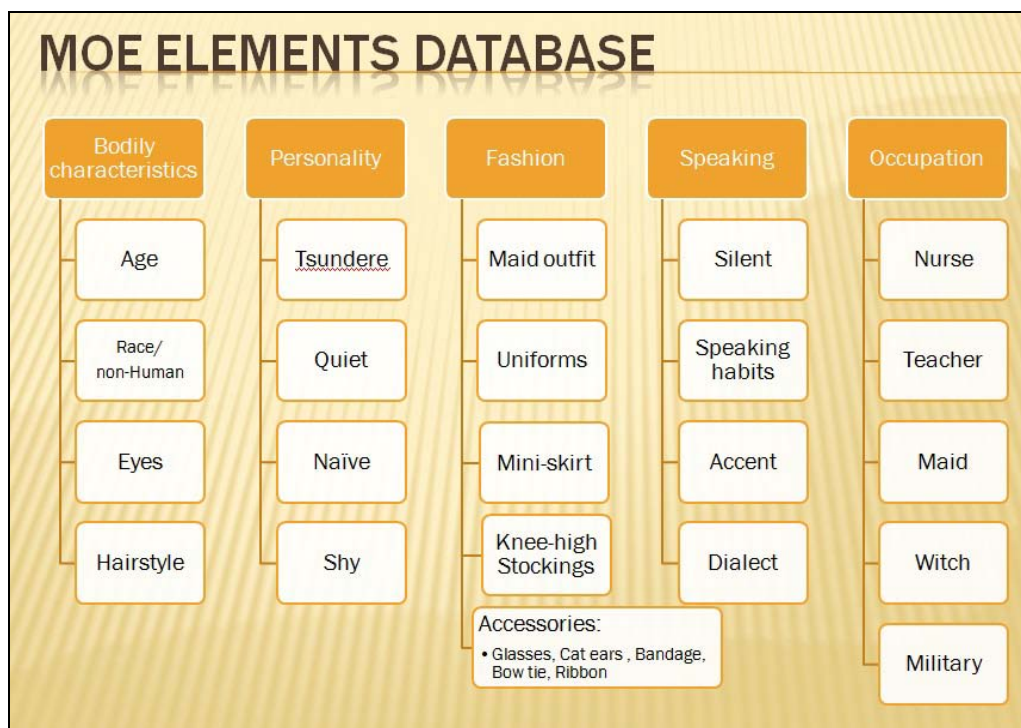 MOE ELEMENTS DATABASE
Bodily
characteristics
Age
Race/
non-Human
Eyes
Hairstyle
Personality
Tsundere
Quiet
Naïve
Shy
Fashion
Maid outfit
Uniforms
Mini-skirt
Knee-high
Stockings
Accessories:
• Glasses, Cat ears , Bandage,
Bow tie, Ribbon
Speaking
Silent
Speaking
habits
Accent
Dialect
Occupation
Nurse
Teacher
Maid
Witch
Military